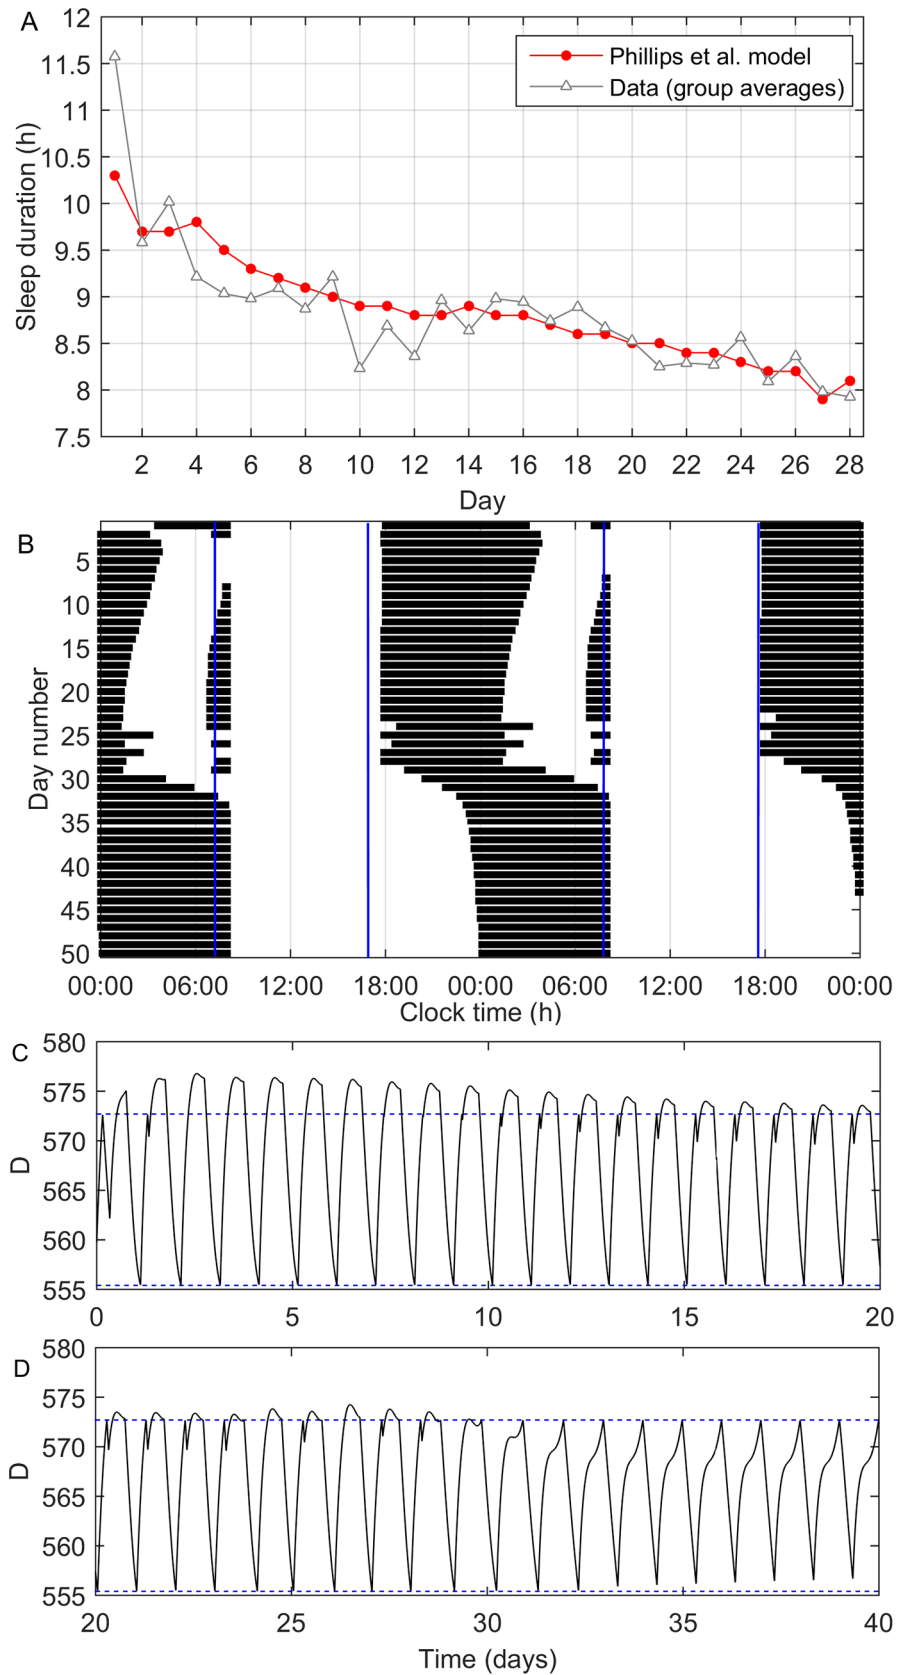 A
12
11.5
11
10.5
10
9.5
9
8.5
8
7.5
Sleep duration (h)
Phillips et al. model
Data (group averages)
2 4 6 8 10 12 14 16 18 20 22 24 26 28
Day
B
5
10
15
20
25
30
35
40
45
50
Day number
00:00 06:00 12:00 18:00 00:00 06:00 12:00 18:00 00:00
Clock time (h)
C
580
575
570
565
560
555
D
0 5 10 15 20
D
580
575
570
565
560
555
D
20 25 30 35 40
Time (days)